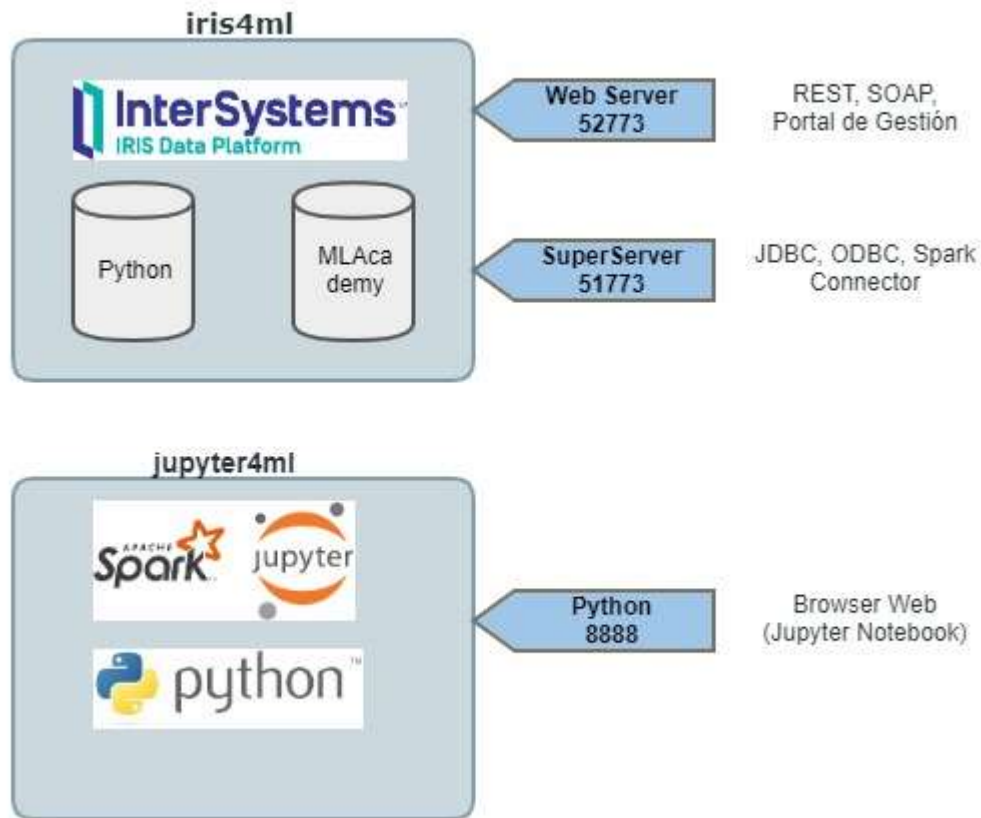 iris4ml
InterSystems
IRIS Data Platform
Web Server
52773
REST, SOAP,
Portal de Gestión
Python
MLAca
demy
SuperServer
51773
JDBC, ODBC, Spark
Connector
jupyter4ml
APACHE
Spark
jupyter
Python
8888
Browser Web
(Jupyter Notebook)
python™